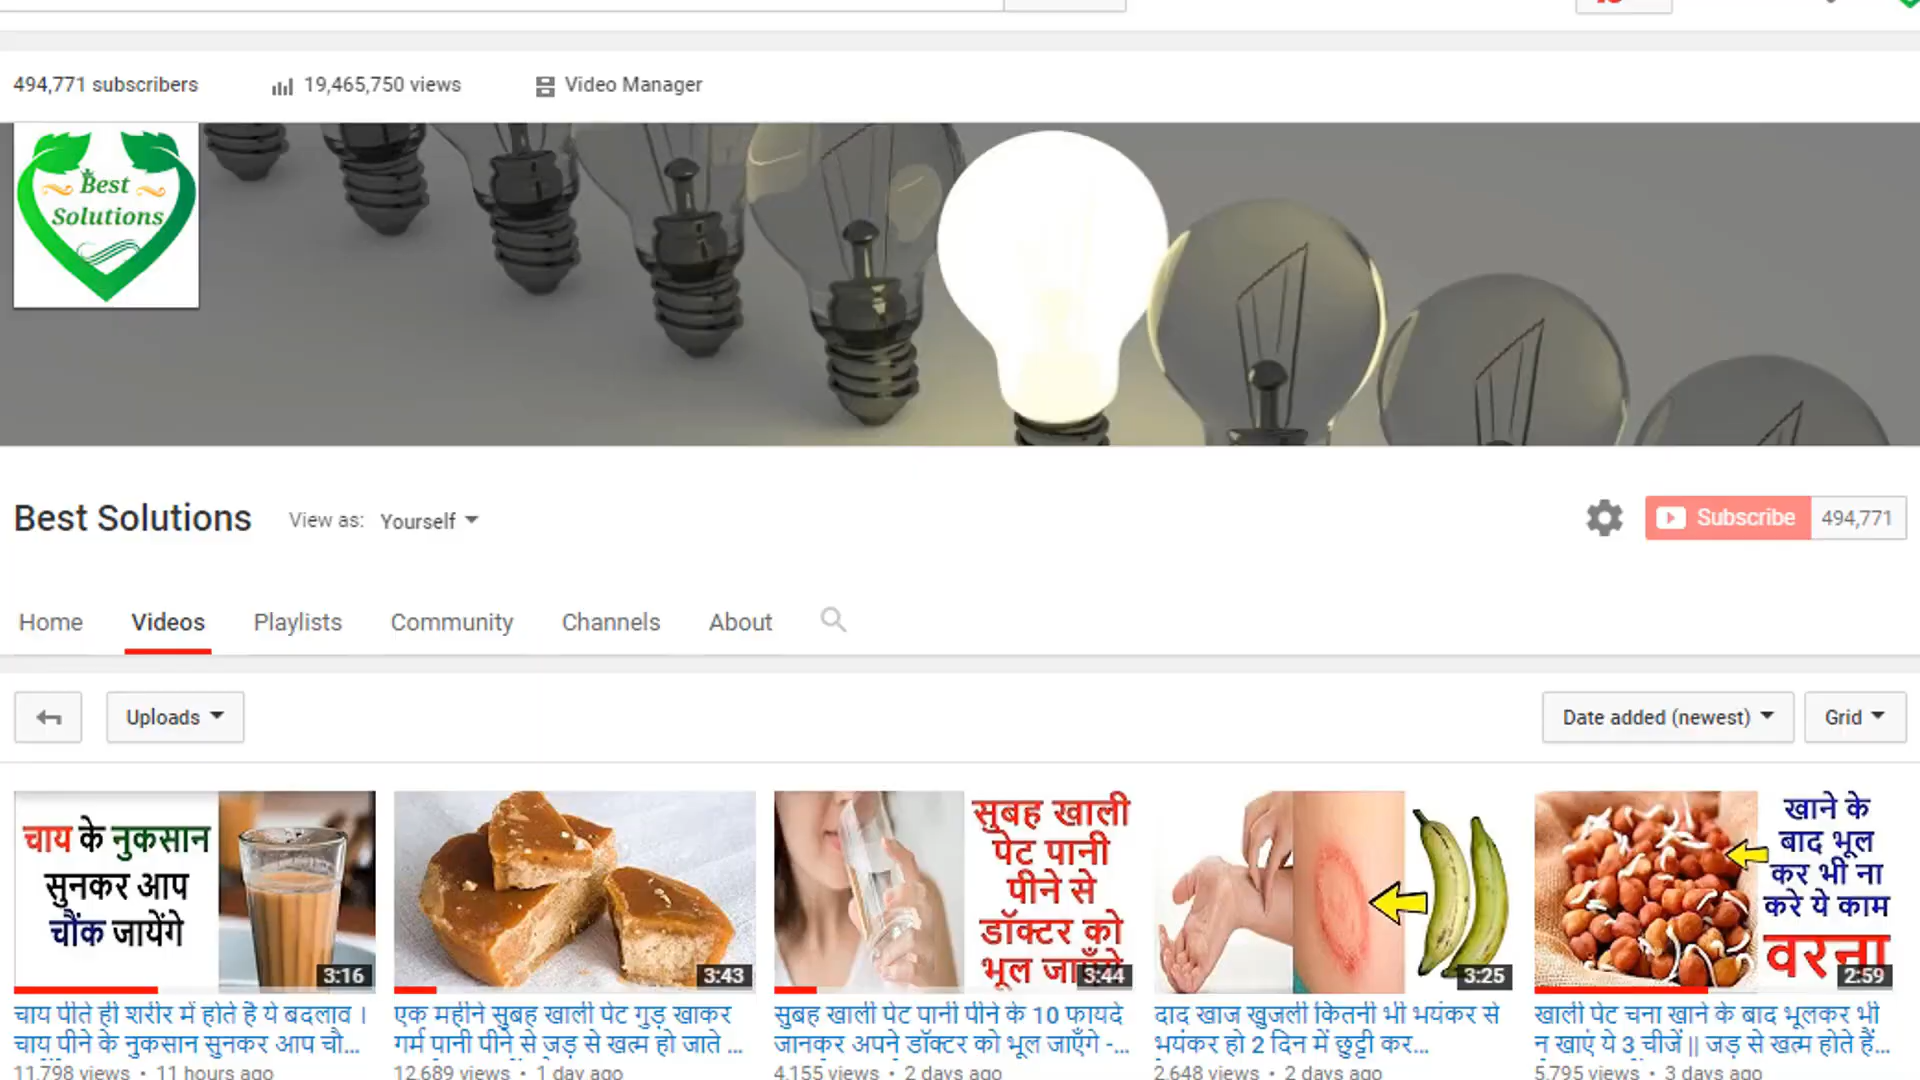 494,771 subscribers
19,465,750 views
Video Manager
Best
Solutions
Best Solutions
View as: Yourself
Subscribe 494,771
Home
Videos
Playlists
Community
Channels
About
Uploads
Date added (newest)
Grid
चाय के नुकसान
सुनकर आप
चौंक जायेंगे
3:16
3:43
सुबह खाली
पेट पानी
पीने से
डॉक्टर को
भूल जाएँगे
3:44
3:25
खाने के
बाद भूल
कर भी ना
करे ये काम
वरना
2:59
चाय पीते ही शरीर में होते है ये बदलाव ।
चाय पीने के नुकसान सुनकर आप चौ...
11,798 views • 11 hours ago
एक महीने सुबह खाली पेट गुड़ खाकर
गर्म पानी पीने से जड़ से खत्म हो जाते ...
12,689 views • 1 day ago
सुबह खाली पेट पानी पीने के 10 फायदे
जानकर अपने डॉक्टर को भूल जाएँगे -...
4,155 views • 2 days ago
दाद खाज खुजली कितनी भी भयंकर से
भयंकर हो 2 दिन में छुट्टी कर...
2,648 views • 2 days ago
खाली पेट चना खाने के बाद भूलकर भी
न खाएं ये 3 चीजें || जड़ से खत्म होते हैं...
5,795 views • 3 days ago